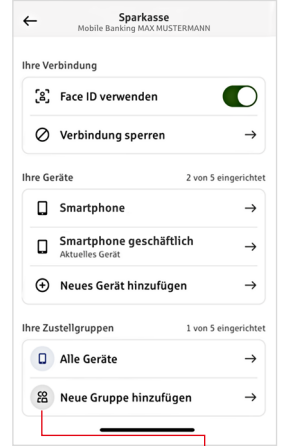 Sparkasse
Mobile Banking MAX MUSTERMANN
Ihre Verbindung
Face ID verwenden
Verbindung sperren
Ihre Geräte 2 von 5 eingerichtet
Smartphone
Smartphone geschäftlich
Aktuelles Gerät
Neues Gerät hinzufügen
Ihre Zustellgruppen 1 von 5 eingerichtet
Alle Geräte
Neue Gruppe hinzufügen